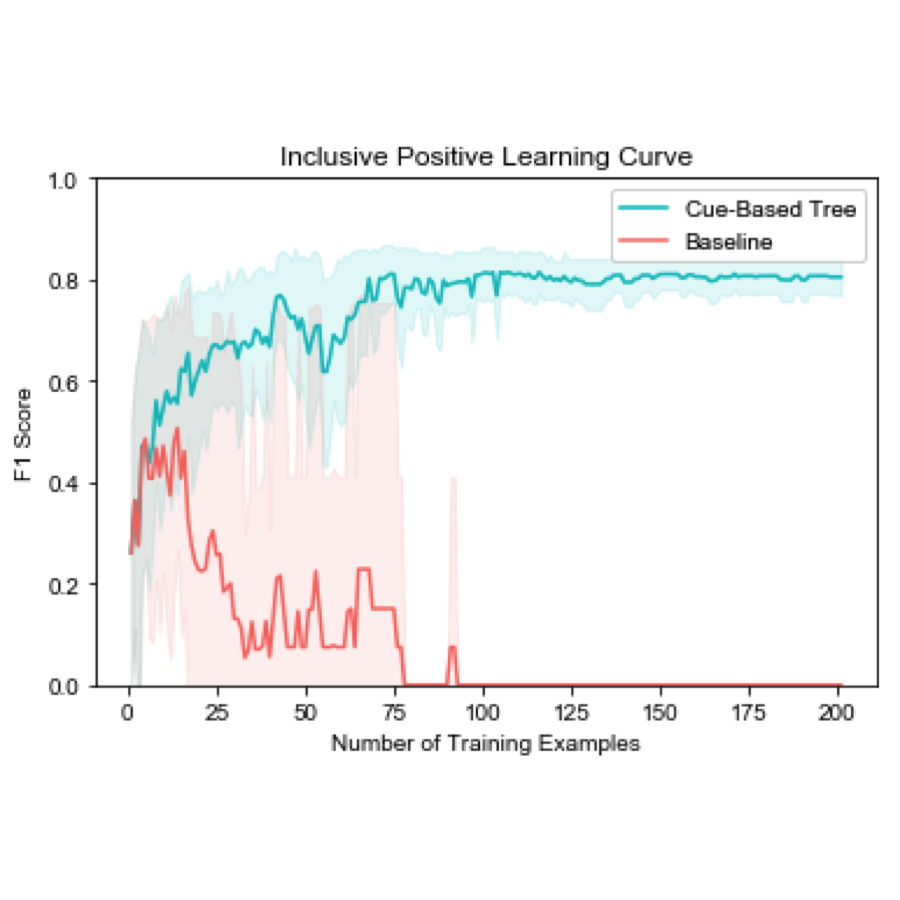 Inclusive Positive Learning Curve
1.0
0.8
0.6
0.4
0.2
0.0
F1 Score
Cue-Based Tree
Baseline
0 25 50 75 100 125 150 175 200
Number of Training Examples